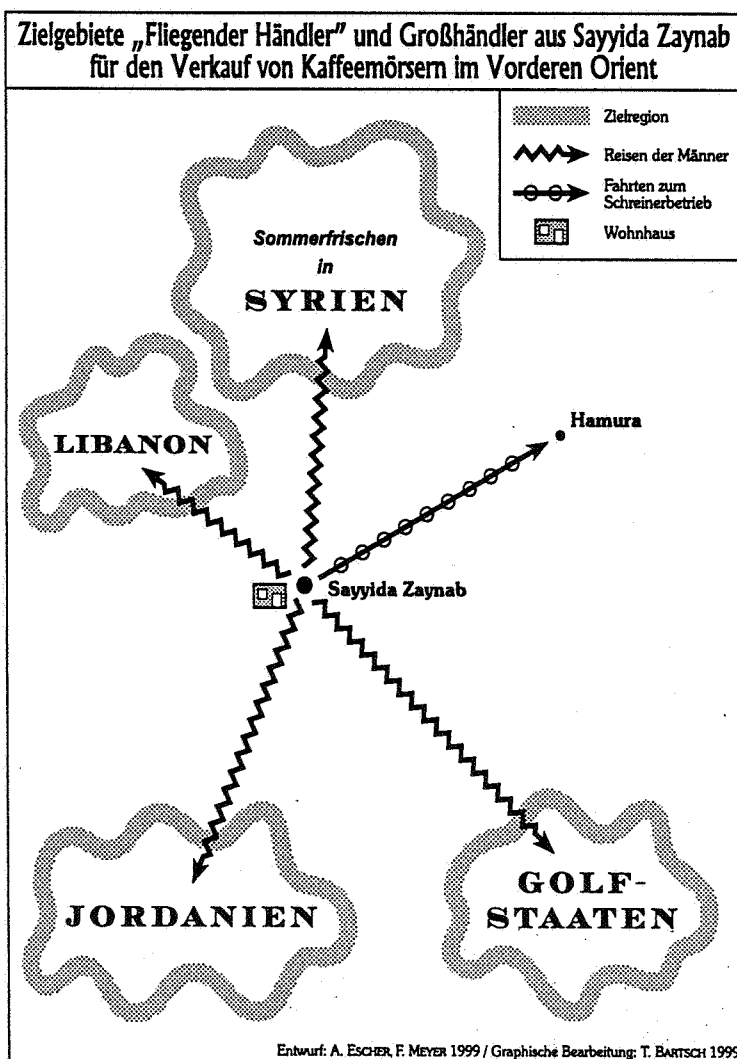 Zielgebiete „Fliegender Händler” und Großhändler aus Sayyida Zaynab
für den Verkauf von Kaffeemörsern im Vorderen Orient
Zielregion
Reisen der Männer
Fahrten zum
Schreinerbetrieb
Wohnhaus
Sommerfrischen
in
SYRIEN
LIBANON
Hamura
Sayyida Zaynab
JORDANIEN
GOLF-
STAATEN
Entwurf: A. ESCHER, F. MEYER 1999 / Graphische Bearbeitung: T. BARTSCH 1999